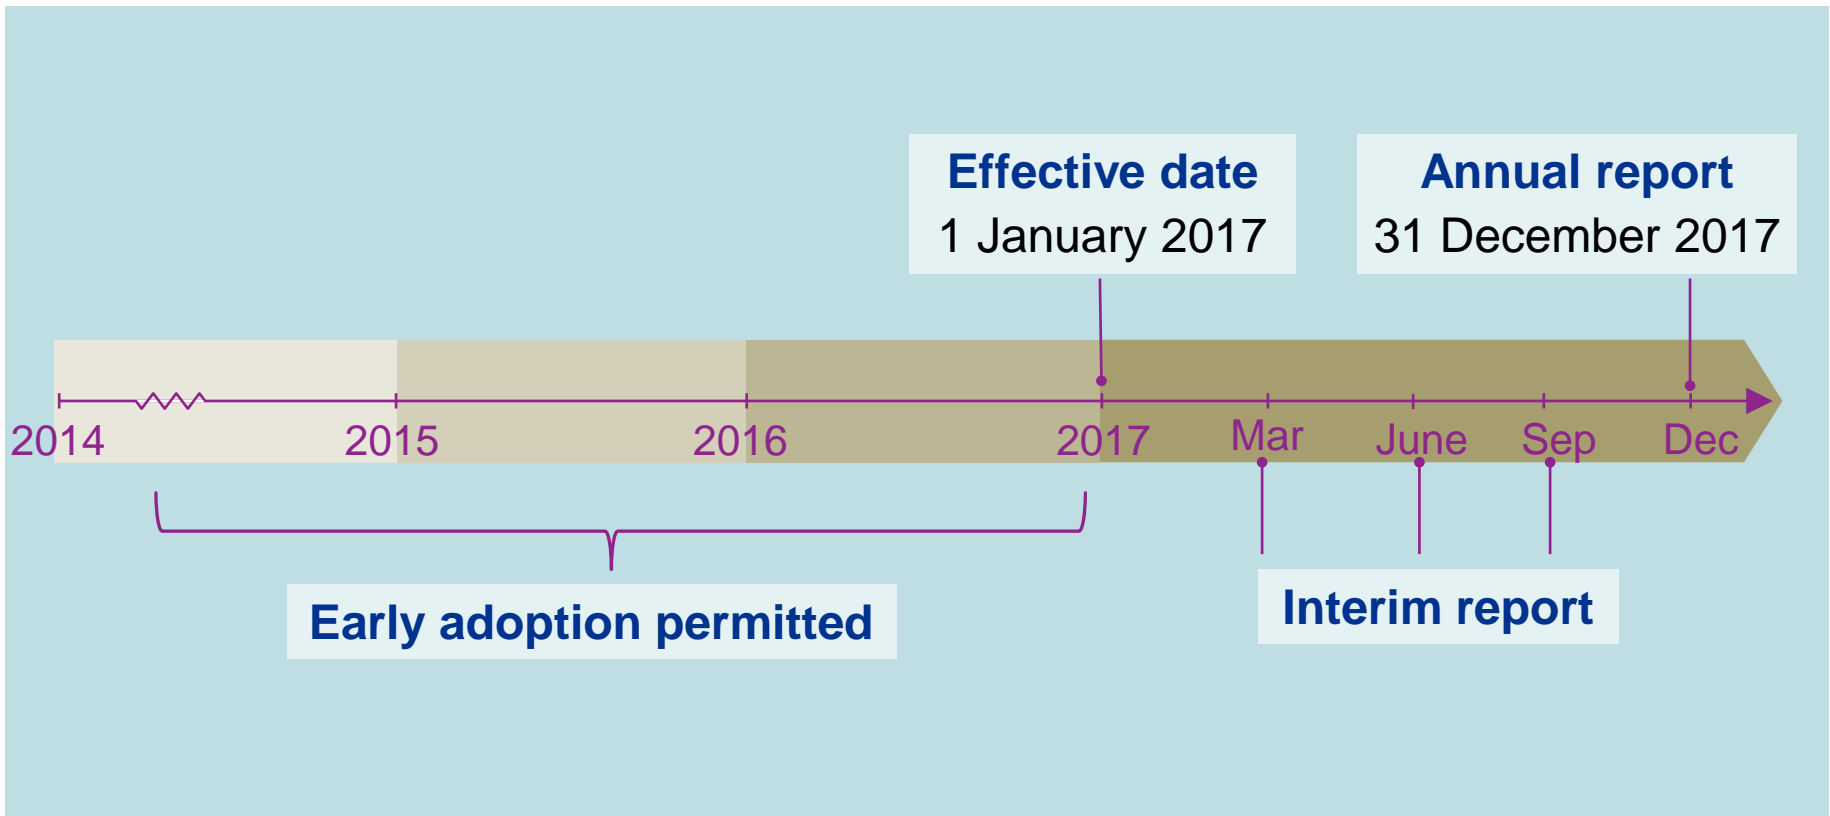 Effective date
1 January 2017
Annual report
31 December 2017
2014
2015
2016
2017
Mar
June
Sep
Dec
Early adoption permitted
Interim report